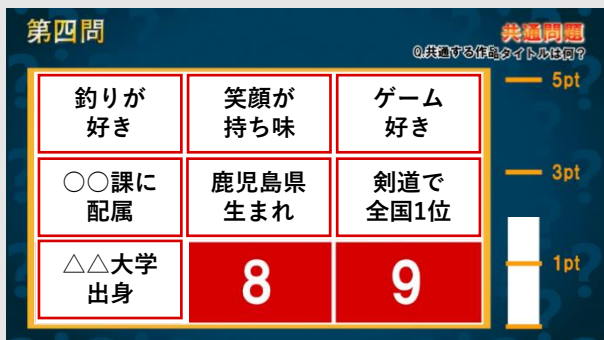 第四問
共通問題
Q.共通する作品タイトルは何?
釣りが
好き
笑顔が
持ち味
ゲーム
好き
○○課に
配属
鹿児島県
生まれ
剣道で
全国1位
△△大学
出身
8
9
5pt
3pt
1pt